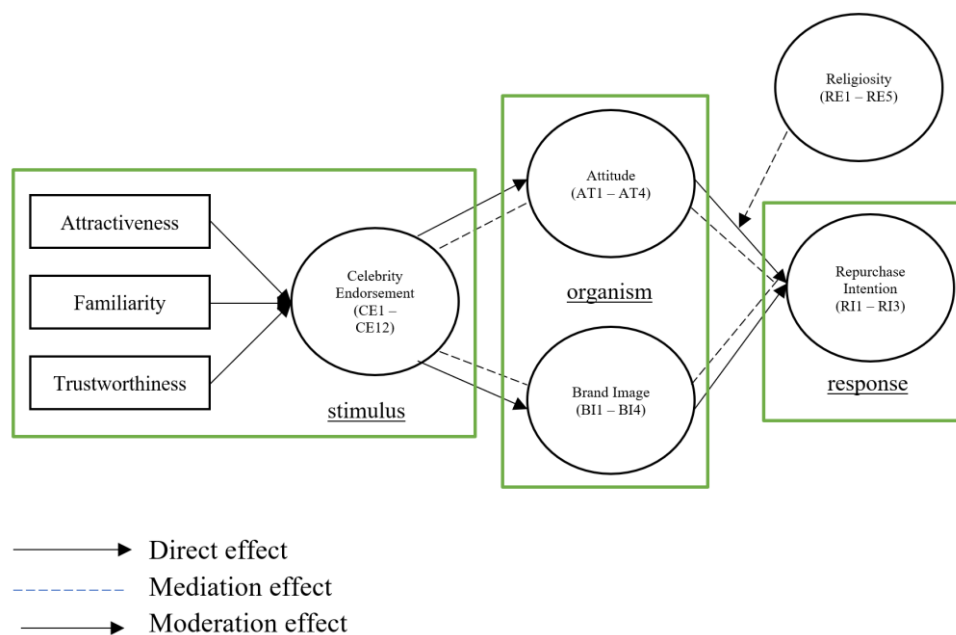 Religiosity
(RE1 – RE5)
Attitude
(AT1 – AT4)
Attractiveness
Familiarity
Trustworthiness
Celebrity
Endorsement
(CE1 –
CE12)
stimulus
organism
Brand Image
(BI1 – BI4)
Repurchase
Intention
(RI1 – RI3)
response
Direct effect
Mediation effect
Moderation effect